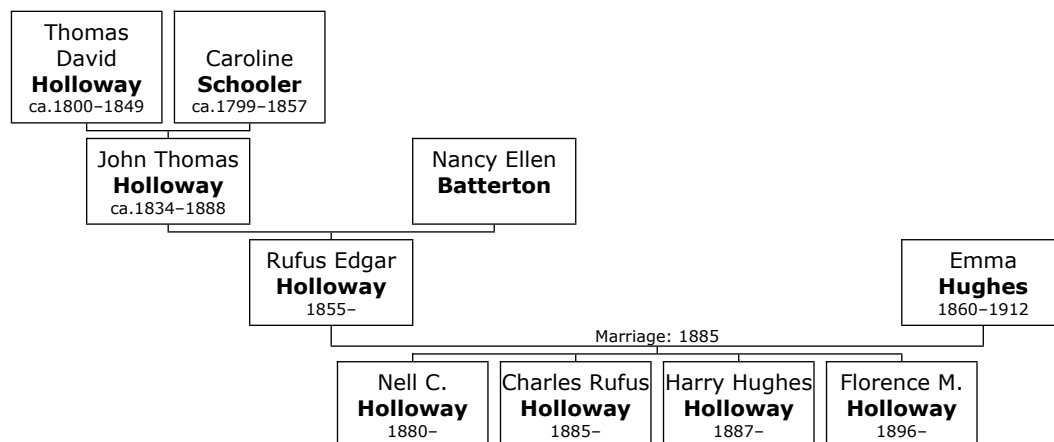 Thomas
David
Holloway
ca.1800–1849
Caroline
Schooler
ca.1799–1857
John Thomas
Holloway
ca.1834–1888
Nancy Ellen
Batterton
Rufus Edgar
Holloway
1855–
Emma
Hughes
1860–1912
Marriage: 1885
Nell C.
Holloway
1880–
Charles Rufus
Holloway
1885–
Harry Hughes
Holloway
1887–
Florence M.
Holloway
1896–